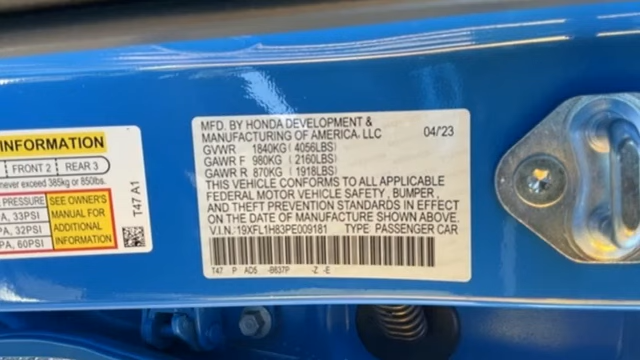 INFORMATION
FRONT 2 REAR 3
never exceed 385kg or 850lbs.
PRESSURE
PA, 33PSI
PA, 32PSI
PA, 60PSI
SEE OWNER'S
MANUAL FOR
ADDITIONAL
INFORMATION
T47 A1
MFD. BY HONDA DEVELOPMENT &
MANUFACTURING OF AMERICA, LLC 04/23
GVWR 1840KG (4056LBS)
GAWR F 980KG (2160LBS)
GAWR R 870KG (1918LBS)
THIS VEHICLE CONFORMS TO ALL APPLICABLE
FEDERAL MOTOR VEHICLE SAFETY, BUMPER,
AND THEFT PREVENTION STANDARDS IN EFFECT
ON THE DATE OF MANUFACTURE SHOWN ABOVE.
V.I.N.: 19XFL1H83PE009181 TYPE: PASSENGER CAR
T47 P AD5 -B637P -Z -E